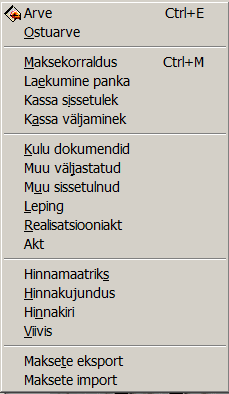 Arve Ctrl+E
Ostuarve
Maksekorraldus Ctrl+M
Laekumine panka
Kassa sissetulek
Kassa väljaminek
Kulu dokumendid
Muu väljastatud
Muu sissetulnud
Leping
Realisatsiooniakt
Akt
Hinnamaatriks
Hinnakujundus
Hinnakiri
Viivis
Maksete eksport
Maksete import